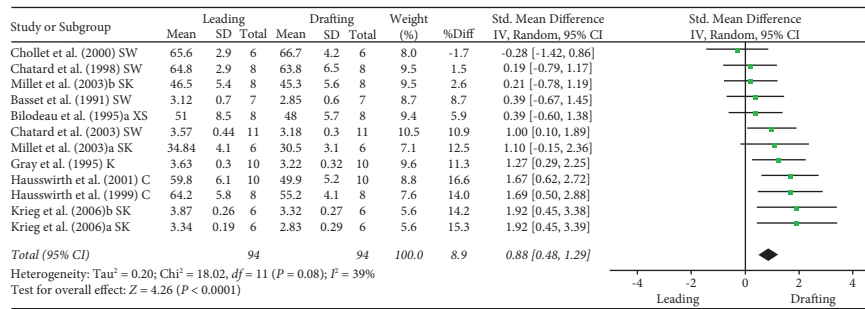 Study or Subgroup Leading Drafting Weight %Diff Std. Mean Difference Std. Mean Difference
Mean SD Total Mean SD Total (%) IV, Random, 95% CI IV, Random, 95% CI
Chollet et al. (2000) SW 65.6 2.9 6 66.7 4.2 6 8.0 -1.7 -0.28 [-1.42, 0.86]
Chatard et al. (1998) SW 64.8 2.9 8 63.8 6.5 8 9.5 1.5 0.19 [-0.79, 1.17]
Millet et al. (2003)b SK 46.5 5.4 8 45.3 5.6 8 9.5 2.6 0.21 [-0.78, 1.19]
Basset et al. (1991) SW 3.12 0.7 7 2.85 0.6 7 8.7 8.7 0.39 [-0.67, 1.45]
Bilodeau et al. (1995)a XS 51 8.5 8 48 5.7 8 9.4 5.9 0.39 [-0.60, 1.38]
Chatard et al. (2003) SW 3.57 0.44 11 3.18 0.3 11 10.5 10.9 1.00 [0.10, 1.89]
Millet et al. (2003)a SK 34.84 4.1 6 30.5 3.1 6 7.1 12.5 1.10 [-0.15, 2.36]
Gray et al. (1995) K 3.63 0.3 10 3.22 0.32 10 9.6 11.3 1.27 [0.29, 2.25]
Hausswirth et al. (2001) C 59.8 6.1 10 49.9 5.2 10 8.8 16.6 1.67 [0.62, 2.72]
Hausswirth et al. (1999) C 64.2 5.8 8 55.2 4.1 8 7.6 14.0 1.69 [0.50, 2.88]
Krieg et al. (2006)b SK 3.87 0.26 6 3.32 0.27 6 5.6 14.2 1.92 [0.45, 3.38]
Krieg et al. (2006)a SK 3.34 0.19 6 2.83 0.29 6 5.6 15.3 1.92 [0.45, 3.39]
Total (95% CI) 94 94 100.0 8.9 0.88 [0.48, 1.29]
Heterogeneity: Tau² = 0.20; Chi² = 18.02, df = 11 (P = 0.08); I² = 39%
Test for overall effect: Z = 4.26 (P < 0.0001)
-4 -2 0 2 4
Leading Drafting